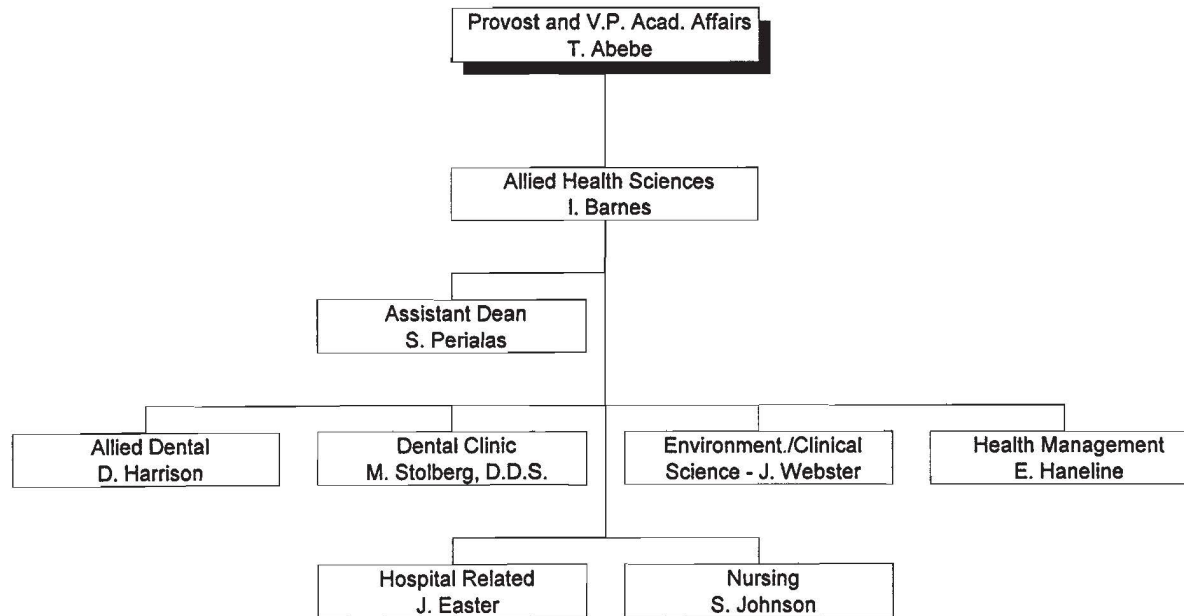 Provost and V.P. Acad. Affairs
T. Abebe
Allied Health Sciences
I. Barnes
Assistant Dean
S. Perialas
Allied Dental
D. Harrison
Dental Clinic
M. Stolberg, D.D.S.
Environment./Clinical
Science - J. Webster
Health Management
E. Haneline
Hospital Related
J. Easter
Nursing
S. Johnson